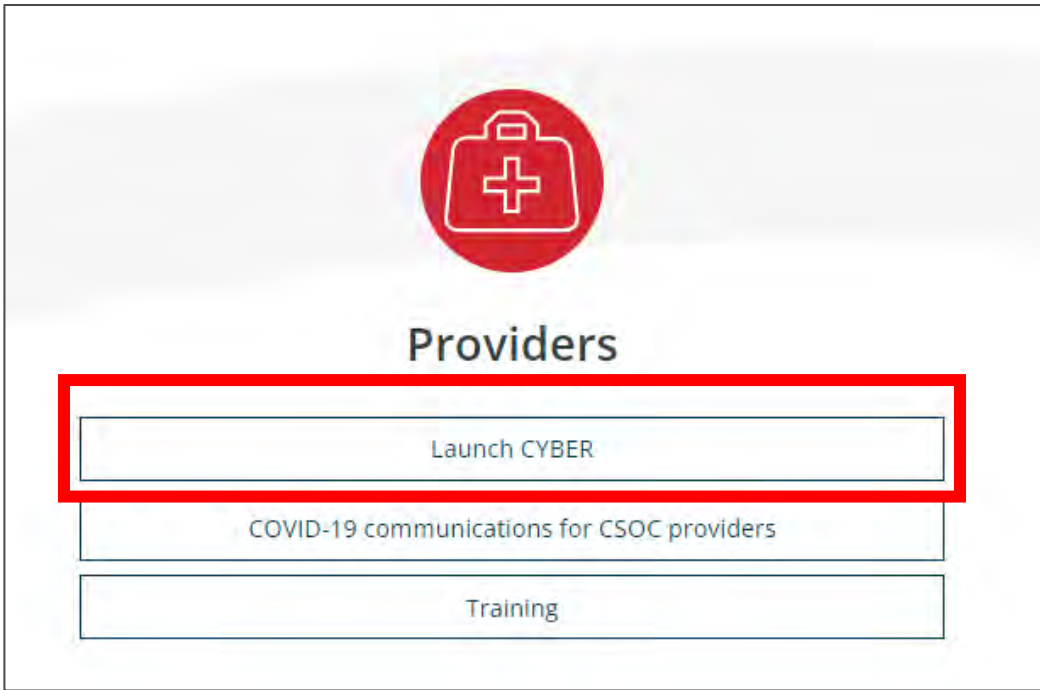 Providers
Launch CYBER
COVID-19 communications for CSOC providers
Training